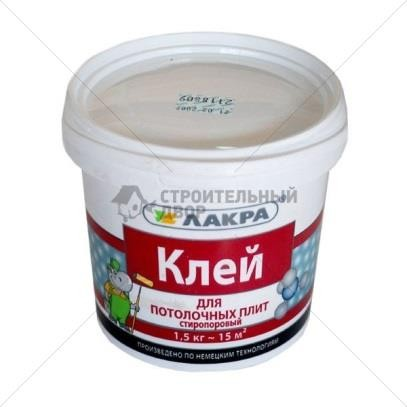 СТРОИТЕЛЬНЫЙ
ДВОР
ЛАКРА®
Клей
для
ПОТОЛОЧНЫХ ПЛИТ
стиропоровый
1,5 кг ~ 15 м²
ПРОИЗВЕДЕНО ПО НЕМЕЦКИМ ТЕХНОЛОГИЯМ